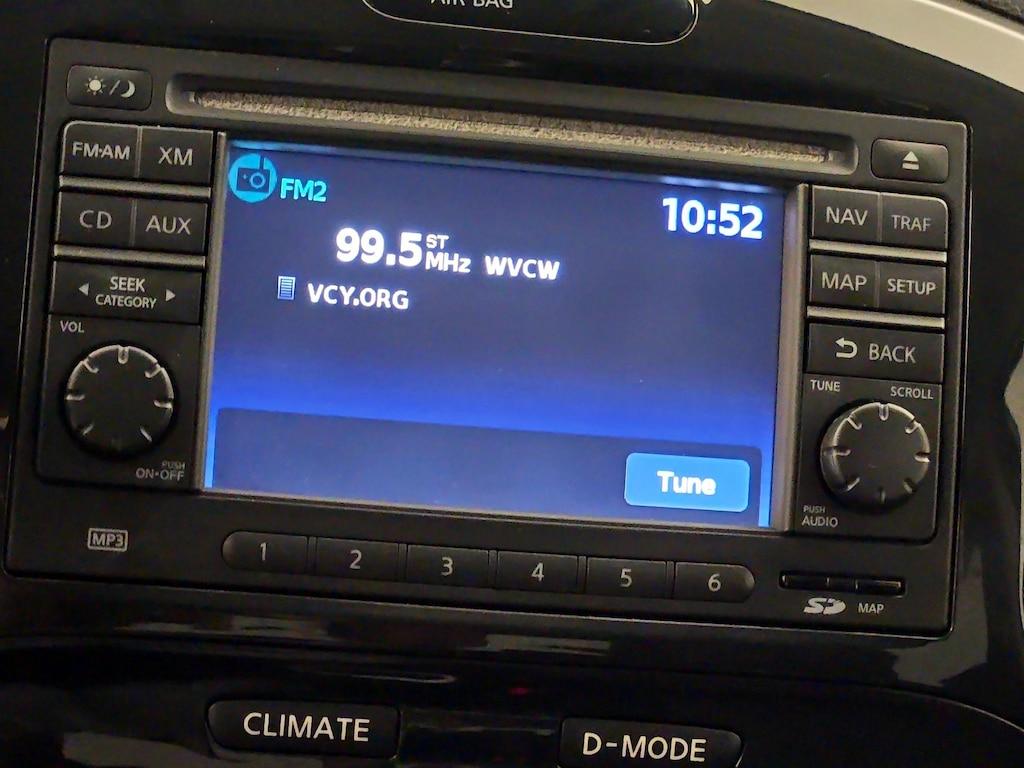 AIR BAG
FM·AM XM
CD AUX
SEEK
CATEGORY
VOL
PUSH
ON·OFF
MP3
FM2
10:52
99.5 ST MHz WVCW
VCY.ORG
Tune
NAV TRAF
MAP SETUP
BACK
TUNE SCROLL
PUSH
AUDIO
1 2 3 4 5 6
SD MAP
CLIMATE D-MODE